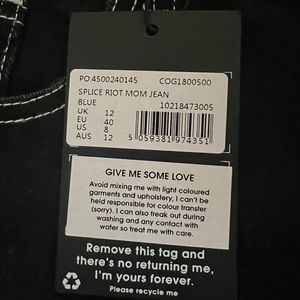 PO:4500240145 COG1800500
SPLICE RIOT MOM JEAN
BLUE 10218473005
UK 12
EU 40
US 8
AUS 12 5 059381 974351
GIVE ME SOME LOVE
Avoid mixing me with light coloured
garments and upholstery, I can't be
held responsible for colour transfer
(sorry). I can also freak out during
washing and any contact with
water so treat me with care.
Remove this tag and
there's no returning me,
I'm yours forever.
Please recycle me